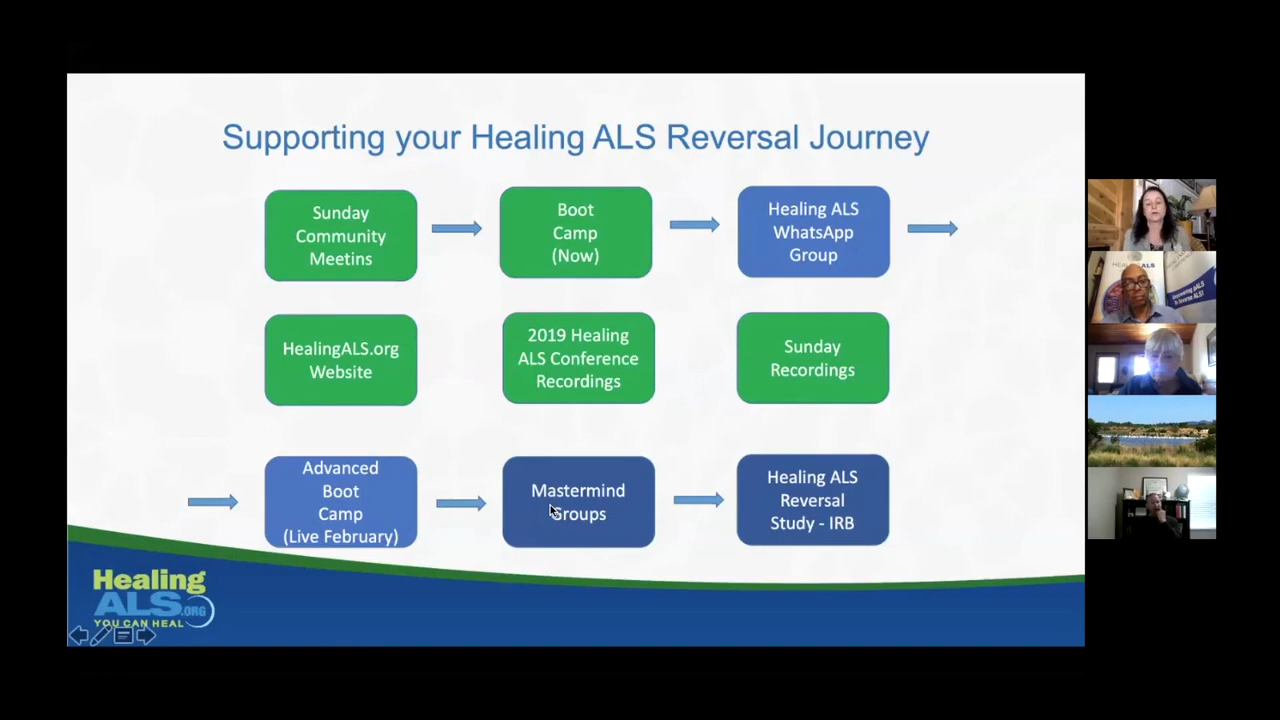 Supporting your Healing ALS Reversal Journey
Sunday
Community
Meetins
Boot
Camp
(Now)
Healing ALS
WhatsApp
Group
HealingALS.org
Website
2019 Healing
ALS Conference
Recordings
Sunday
Recordings
Advanced
Boot
Camp
(Live February)
Mastermind
Groups
Healing ALS
Reversal
Study - IRB
Healing
ALS.ORG
YOU CAN HEAL